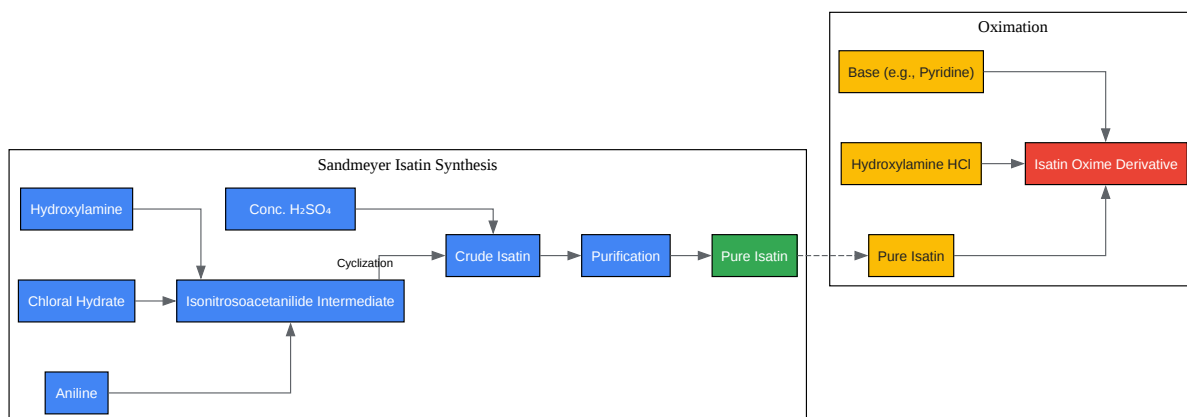 Oximation
Base (e.g., Pyridine)
Hydroxylamine HCl
Isatin Oxime Derivative
Pure Isatin
Sandmeyer Isatin Synthesis
Hydroxylamine
Conc. H₂SO₄
Crude Isatin
Purification
Pure Isatin
Cyclization
Chloral Hydrate
Isonitrosoacetanilide Intermediate
Aniline